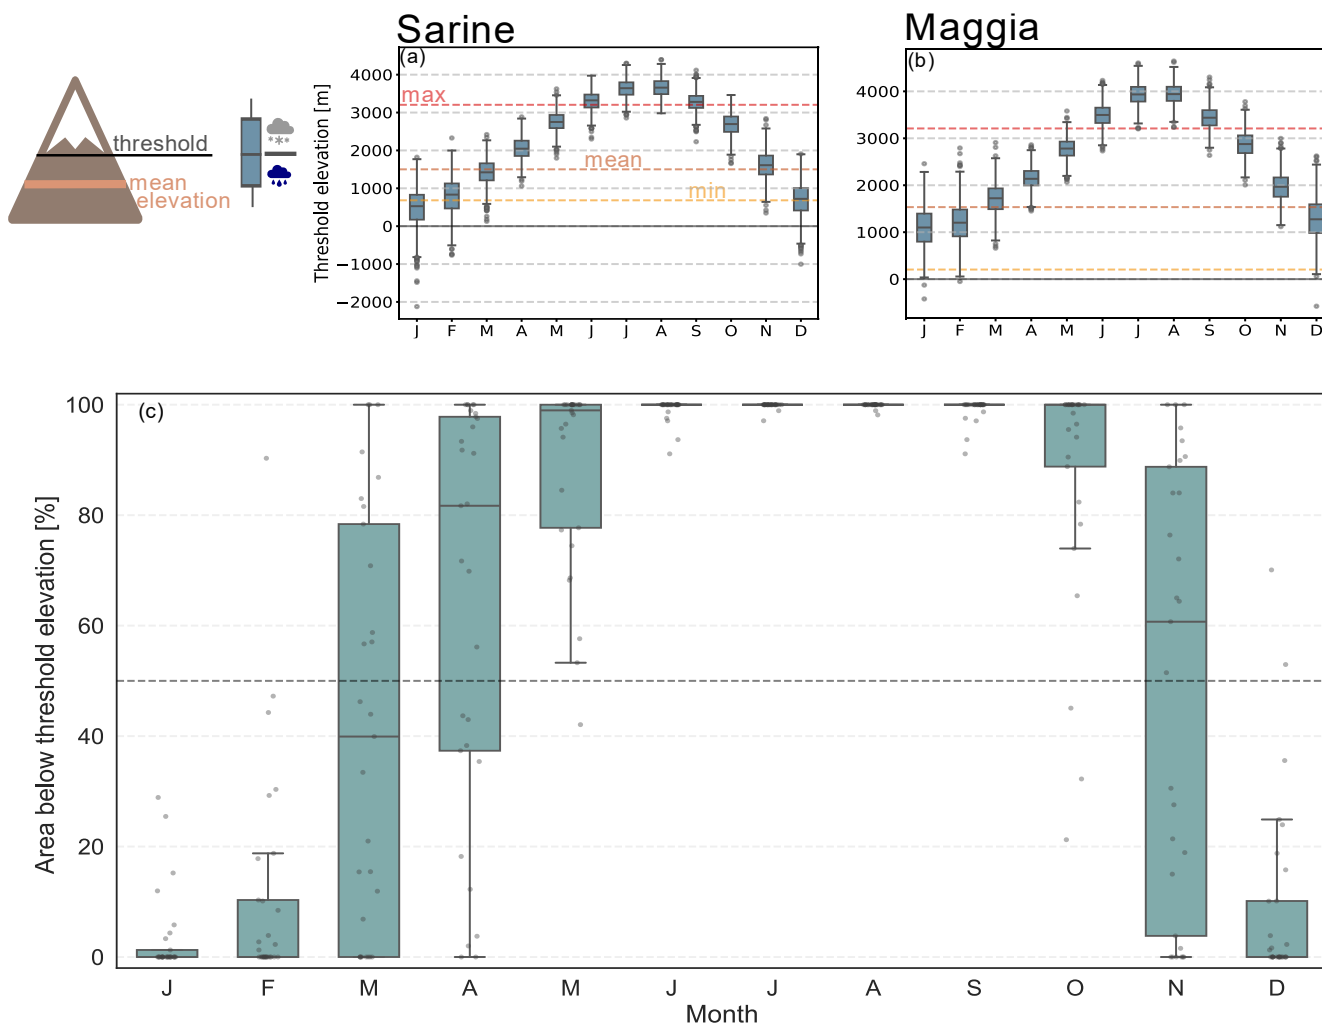 Sarine
Maggia
threshold
mean
elevation
(a)
Threshold elevation [m]
4000
3000
2000
1000
0
−1000
−2000
max
mean
min
J F M A M J J A S O N D
(b)
4000
3000
2000
1000
0
J F M A M J J A S O N D
(c)
Area below threshold elevation [%]
100
80
60
40
20
0
J F M A M J J A S O N D
Month